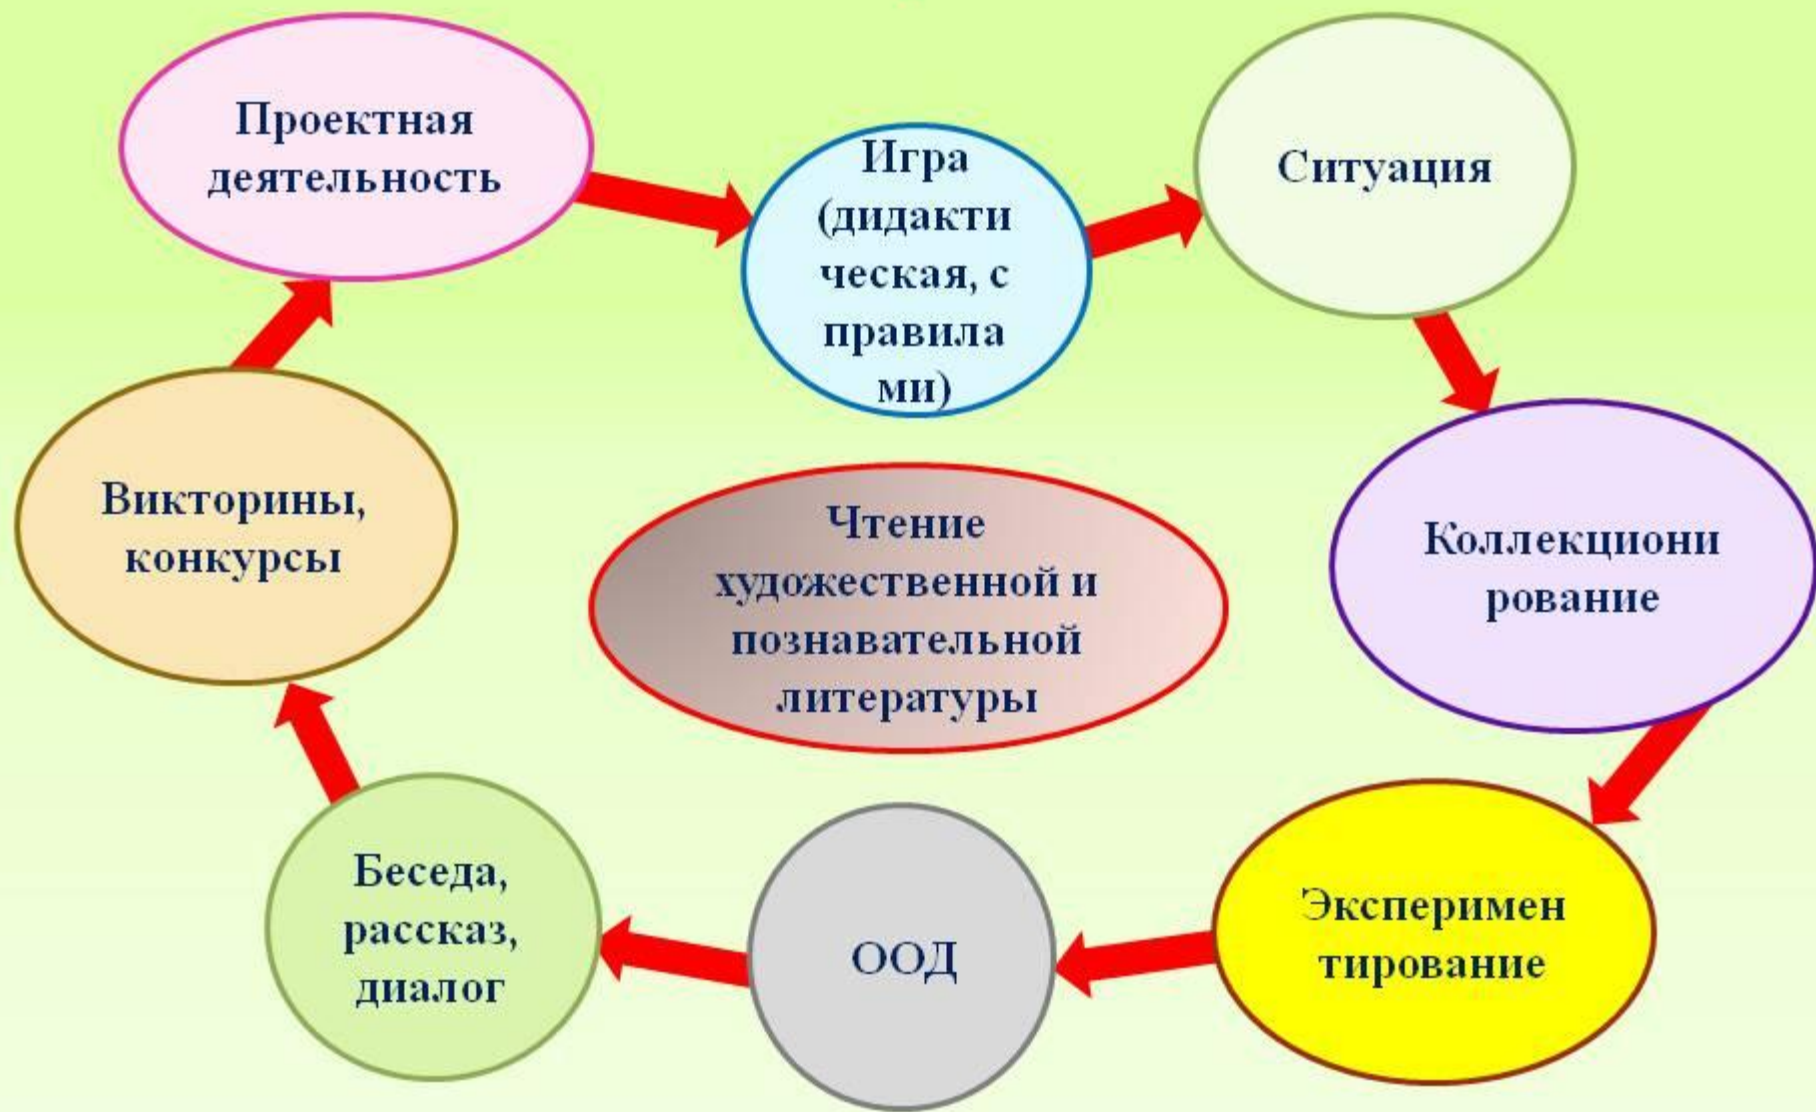 Проектная
деятельность
Игра
(дидакти
ческая, с
правила
ми)
Ситуация
Викторины,
конкурсы
Чтение
художественной и
познавательной
литературы
Коллекциони
рование
Беседа,
рассказ,
диалог
ООД
Эксперимен
тирование